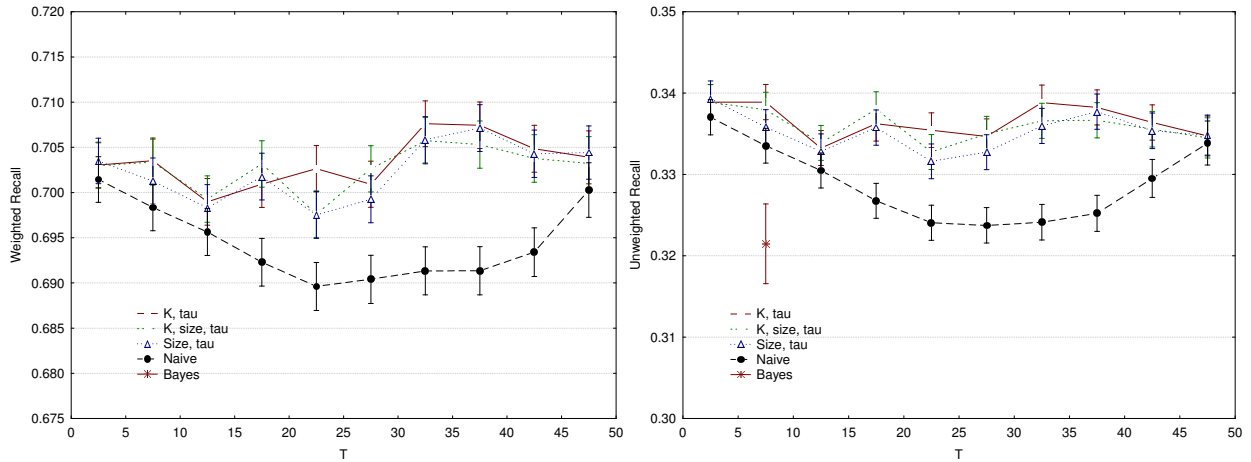 0.720
0.715
0.710
0.705
0.700
0.695
0.690
0.685
0.680
0.675
Weighted Recall
K, tau
K, size, tau
Size, tau
Naive
Bayes
0 5 10 15 20 25 30 35 40 45 50
T
0.35
0.34
0.33
0.32
0.31
0.30
Unweighted Recall
K, tau
K, size, tau
Size, tau
Naive
Bayes
0 5 10 15 20 25 30 35 40 45 50
T